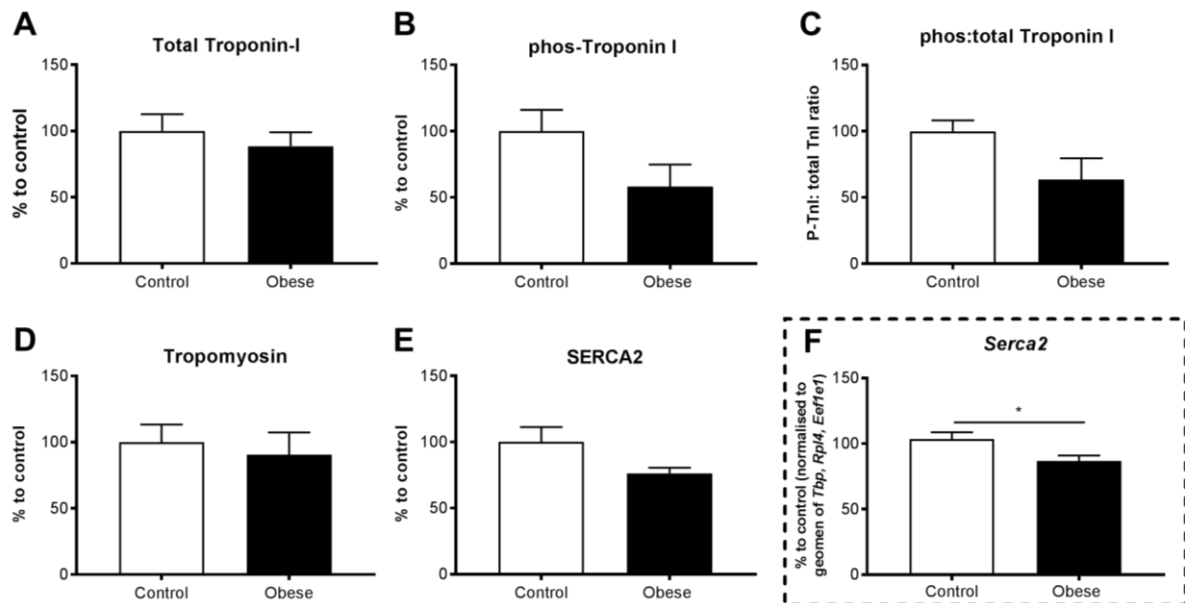 A
Total Troponin-I
% to control
150
100
50
0
Control
Obese
B
phos-Troponin I
% to control
150
100
50
0
Control
Obese
C
phos:total Troponin I
P-TnI: total TnI ratio
150
100
50
0
Control
Obese
D
Tropomyosin
% to control
150
100
50
0
Control
Obese
E
SERCA2
% to control
150
100
50
0
Control
Obese
F
Serca2
% to control (normalised to
geomen of Tbp, Rpl4, Eef1e1)
150
100
50
0
*
Control
Obese